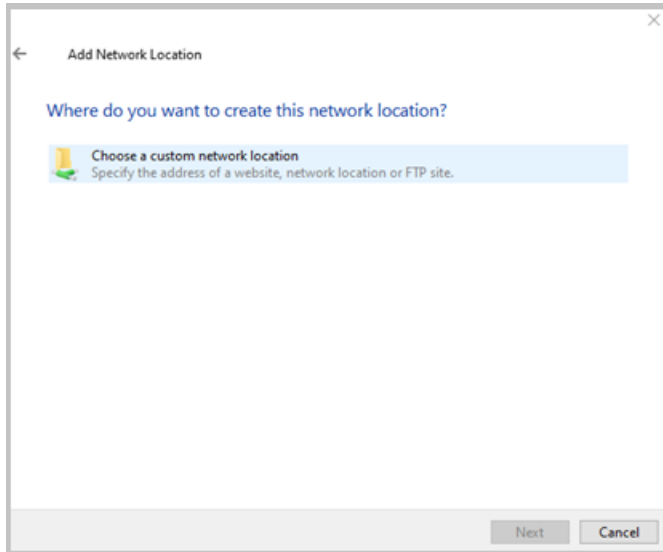 Add Network Location
Where do you want to create this network location?
Choose a custom network location
Specify the address of a website, network location or FTP site.
Next
Cancel